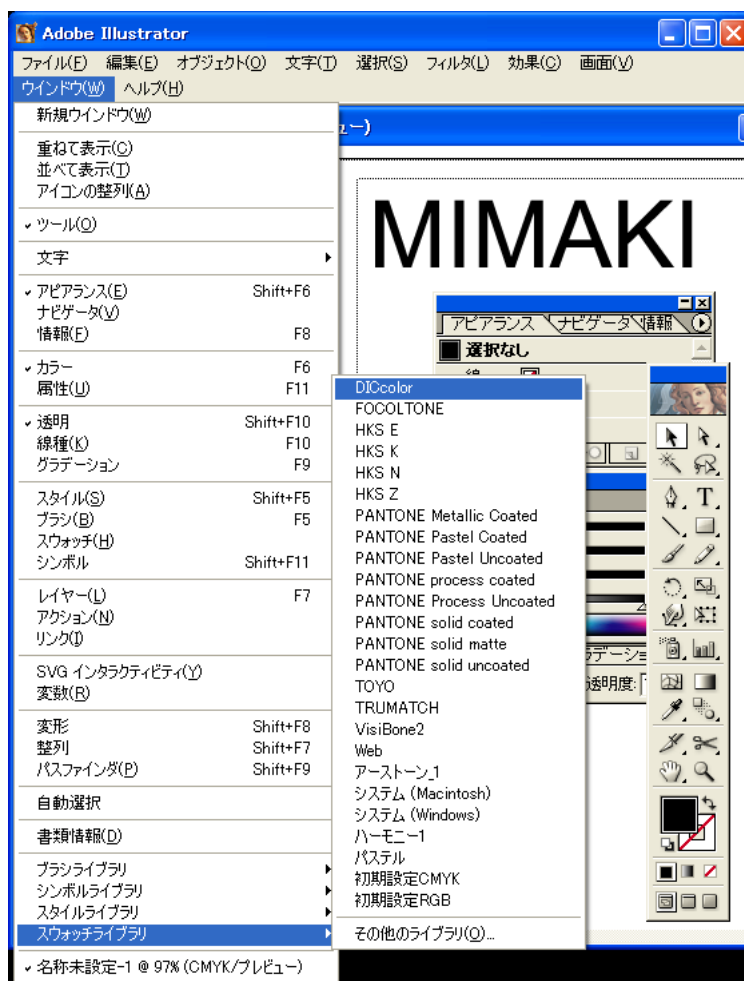 Adobe Illustrator
ファイル(F) 編集(E) オブジェクト(O) 文字(T) 選択(S) フィルタ(L) 効果(C) 画面(V)
ウインドウ(W) ヘルプ(H)
新規ウインドウ(W)
重ねて表示(C)
並べて表示(T)
アイコンの整列(A)
ツール(O)
文字
アピアランス(E) Shift+F6
ナビゲータ(V)
情報(F) F8
カラー F6
属性(U) F11
透明 Shift+F10
線種(K) F10
グラデーション F9
スタイル(S) Shift+F5
ブラシ(B) F5
スウォッチ(H)
シンボル Shift+F11
レイヤー(L) F7
アクション(N)
リンク(I)
SVG インタラクティビティ(Y)
変数(R)
変形 Shift+F8
整列 Shift+F7
パスファインダ(P) Shift+F9
自動選択
書類情報(D)
ブラシライブラリ
シンボルライブラリ
スタイルライブラリ
スウォッチライブラリ
名称未設定-1 @ 97% (CMYK/プレビュー)
ュー)
MIMAKI
アピアランス ナビゲータ 情報
選択なし
DICcolor
FOCOLTONE
HKS E
HKS K
HKS N
HKS Z
PANTONE Metallic Coated
PANTONE Pastel Coated
PANTONE Pastel Uncoated
PANTONE process coated
PANTONE Process Uncoated
PANTONE solid coated
PANTONE solid matte
PANTONE solid uncoated
TOYO
TRUMATCH
VisiBone2
Web
アーストーン_1
システム (Macintosh)
システム (Windows)
ハーモニー1
パステル
初期設定CMYK
初期設定RGB
その他のライブラリ(O)...
ラデーショ
透明度: